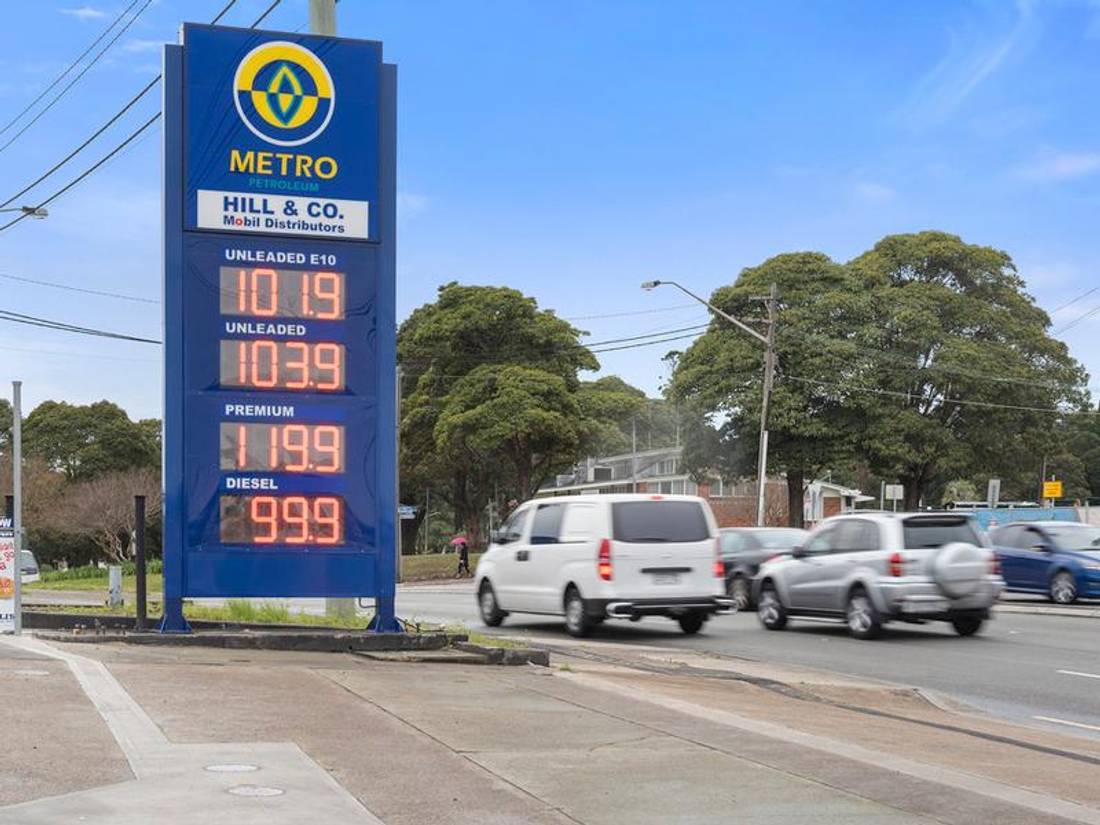 METRO
PETROLEUM
HILL & CO.
Mobil Distributors
UNLEADED E10
101.9
UNLEADED
103.9
PREMIUM
119.9
DIESEL
99.9